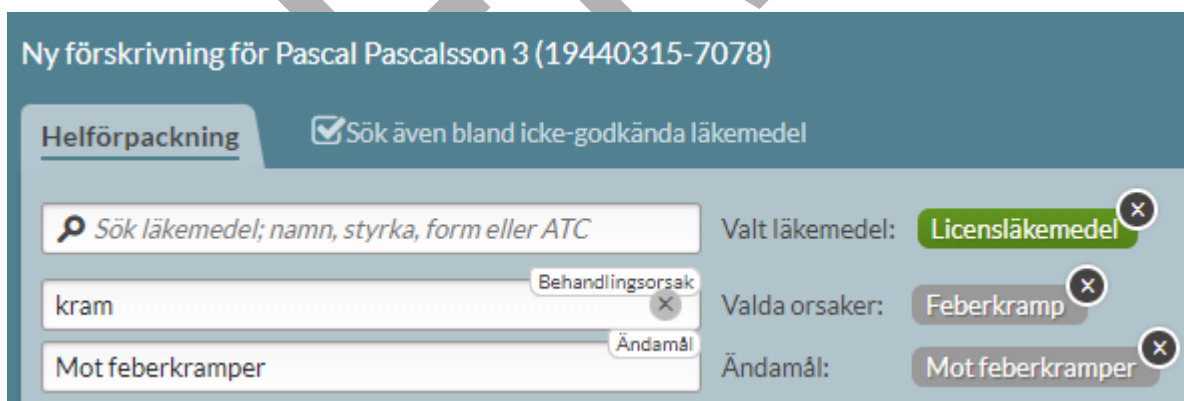 Ny förskrivning för Pascal Pascalsson 3 (19440315-7078)
Helförpackning Sök även bland icke-godkända läkemedel
Sök läkemedel; namn, styrka, form eller ATC Valt läkemedel: Licensläkemedel
Behandlingsorsak
kram Valda orsaker: Feberkramp
Ändamål
Mot feberkramper Ändamål: Mot feberkramper